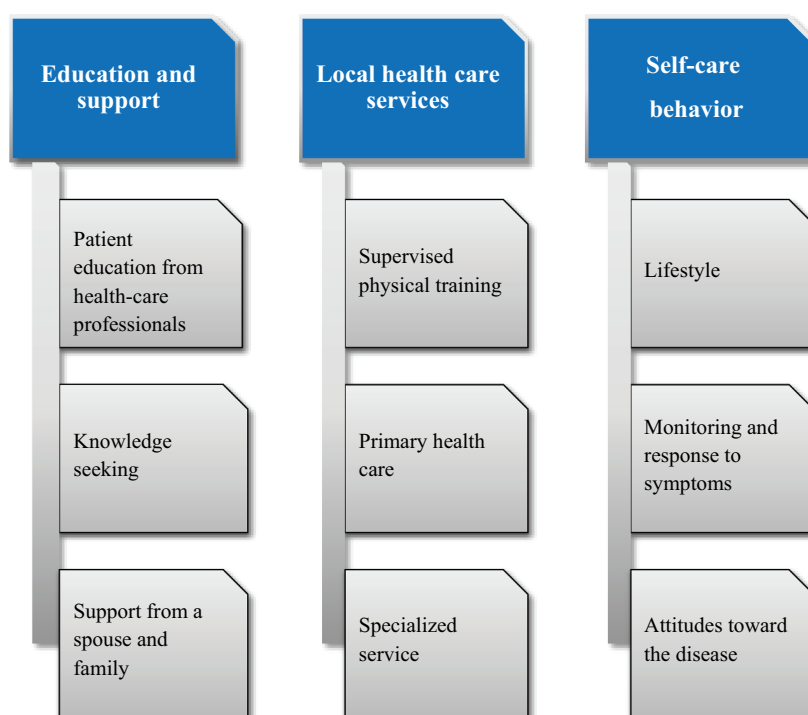 Education and
support
Patient
education from
health-care
professionals
Knowledge
seeking
Support from a
spouse and
family
Local health care
services
Supervised
physical training
Primary health
care
Specialized
service
Self-care
behavior
Lifestyle
Monitoring and
response to
symptoms
Attitudes toward
the disease